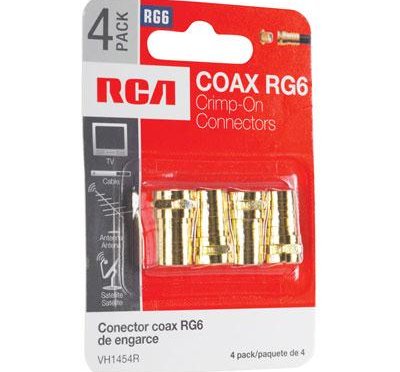 4
PACK
RG6
RCA
COAX RG6
Crimp-On
Connectors
TV
Cable
Antenna
Antena
Satellite
Satélite
Conector coax RG6
de engarce
VH1454R
4 pack/paquete de 4